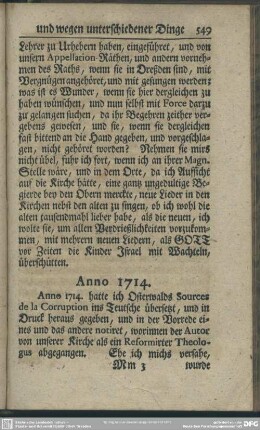 und wegen unterschiedener Dinge 549
Lehrer zu Urhebern haben, eingeführet, und von
unsern Appellation-Räthen, und andern vorneh-
men des Raths, wenn sie in Dreßden sind, mit
Vergnügen angehöret, und mit gesungen werden:
was ist es Wunder, wenn sie hier dergleichen zu
haben wünschen, und nun selbst mit Force darzu
zu gelangen suchen, da ihr Begehren zeither ver-
gebens gewesen, und sie, wenn sie dergleichen
fast bittend an die Hand gegeben, und vorgeschla-
gen, nicht gehöret worden? Nehmen sie mirs
nicht übel, fuhr ich fort, wenn ich an ihrer Magn.
Stelle wäre, und in dem Orte, da ich Aufsicht
auf die Kirche hätte, eine gantz ungedultige Be-
gierde bey den Obern merckte, neue Lieder in den
Kirchen nebst den alten zu singen, ob ich wohl die
alten tausendmahl lieber habe, als die neuen, ich
wolte sie, um allen Verdrießlichkeiten vorzukom-
men, mit mehrern neuen Liedern, als GOTT
vor Zeiten die Kinder Israel mit Wachteln,
überschütten.
Anno 1714.
Anno 1714. hatte ich Osterwalds Sources
de la Corruption ins Teutsche übersetzt, und in
Druck heraus gegeben, und in der Vorrede ei-
nes und das andere notiret, worinnen der Autor
von unserer Kirche als ein Reformirter Theolo-
gus abgegangen. Ehe ich michs versahe,
Mm 3 wurde